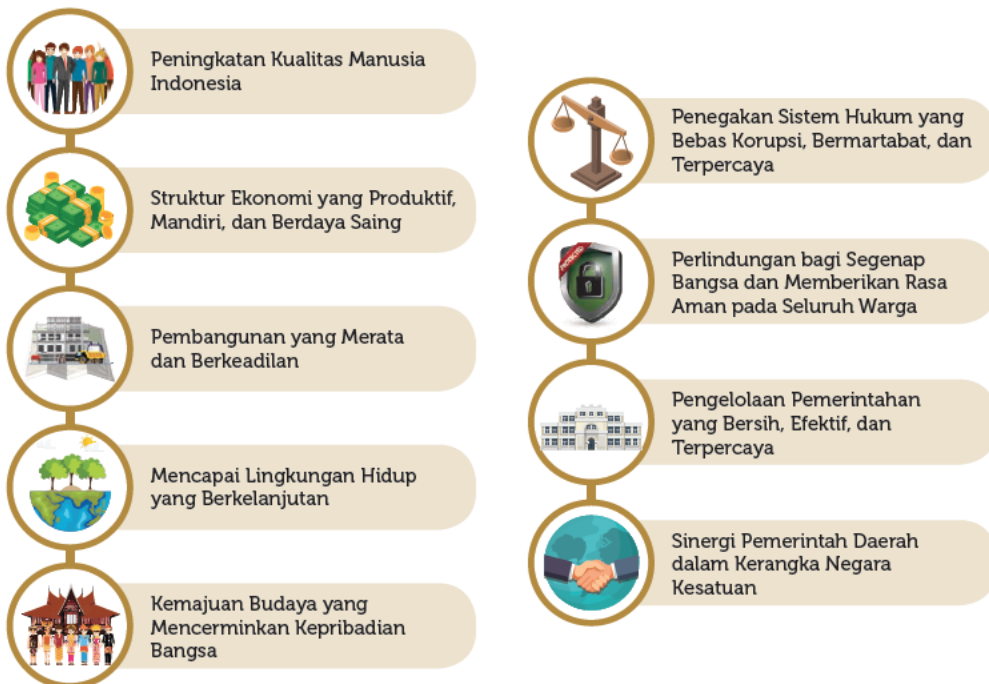 Peningkatan Kualitas Manusia
Indonesia
Struktur Ekonomi yang Produktif,
Mandiri, dan Berdaya Saing
Pembangunan yang Merata
dan Berkeadilan
Mencapai Lingkungan Hidup
yang Berkelanjutan
Kemajuan Budaya yang
Mencerminkan Kepribadian
Bangsa
Penegakan Sistem Hukum yang
Bebas Korupsi, Bermartabat, dan
Terpercaya
PROTECTED
Perlindungan bagi Segenap
Bangsa dan Memberikan Rasa
Aman pada Seluruh Warga
Pengelolaan Pemerintahan
yang Bersih, Efektif, dan
Terpercaya
Sinergi Pemerintah Daerah
dalam Kerangka Negara
Kesatuan